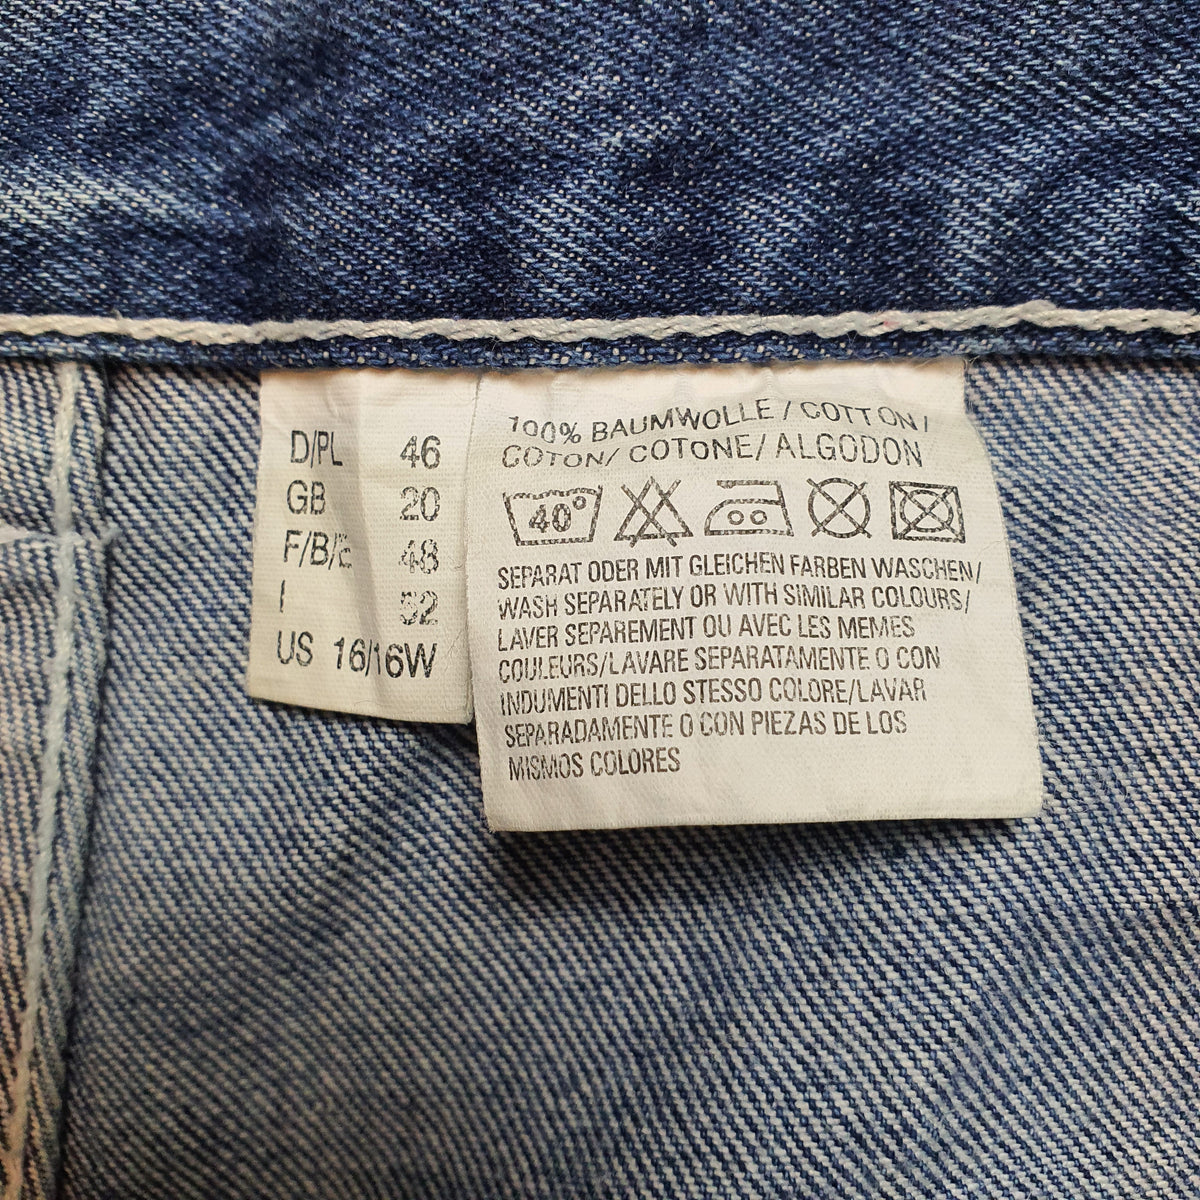 D/PL 46
GB 20
F/B/E 48
I 52
US 16/16W
100% BAUMWOLLE / COTTON /
COTON/ COTONE/ ALGODON
40°
SEPARAT ODER MIT GLEICHEN FARBEN WASCHEN/
WASH SEPARATELY OR WITH SIMILAR COLOURS/
LAVER SEPAREMENT OU AVEC LES MEMES
COULEURS/LAVARE SEPARATAMENTE O CON
INDUMENTI DELLO STESSO COLORE/LAVAR
SEPARADAMENTE O CON PIEZAS DE LOS
MISMOS COLORES